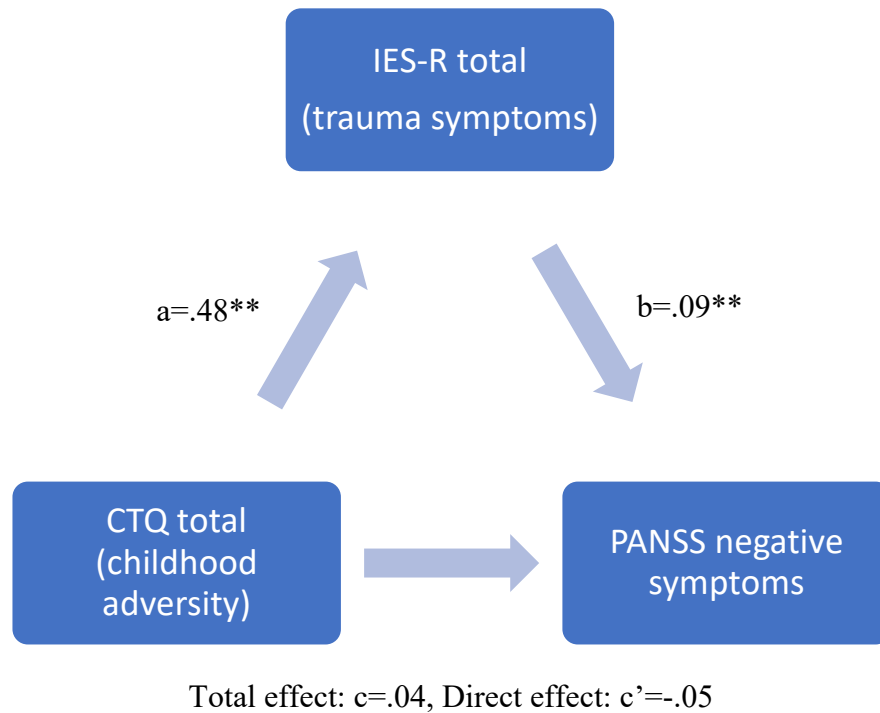 IES-R total
(trauma symptoms)
a=.48**
b=.09**
CTQ total
(childhood
adversity)
PANSS negative
symptoms
Total effect: c=.04, Direct effect: c’=-.05